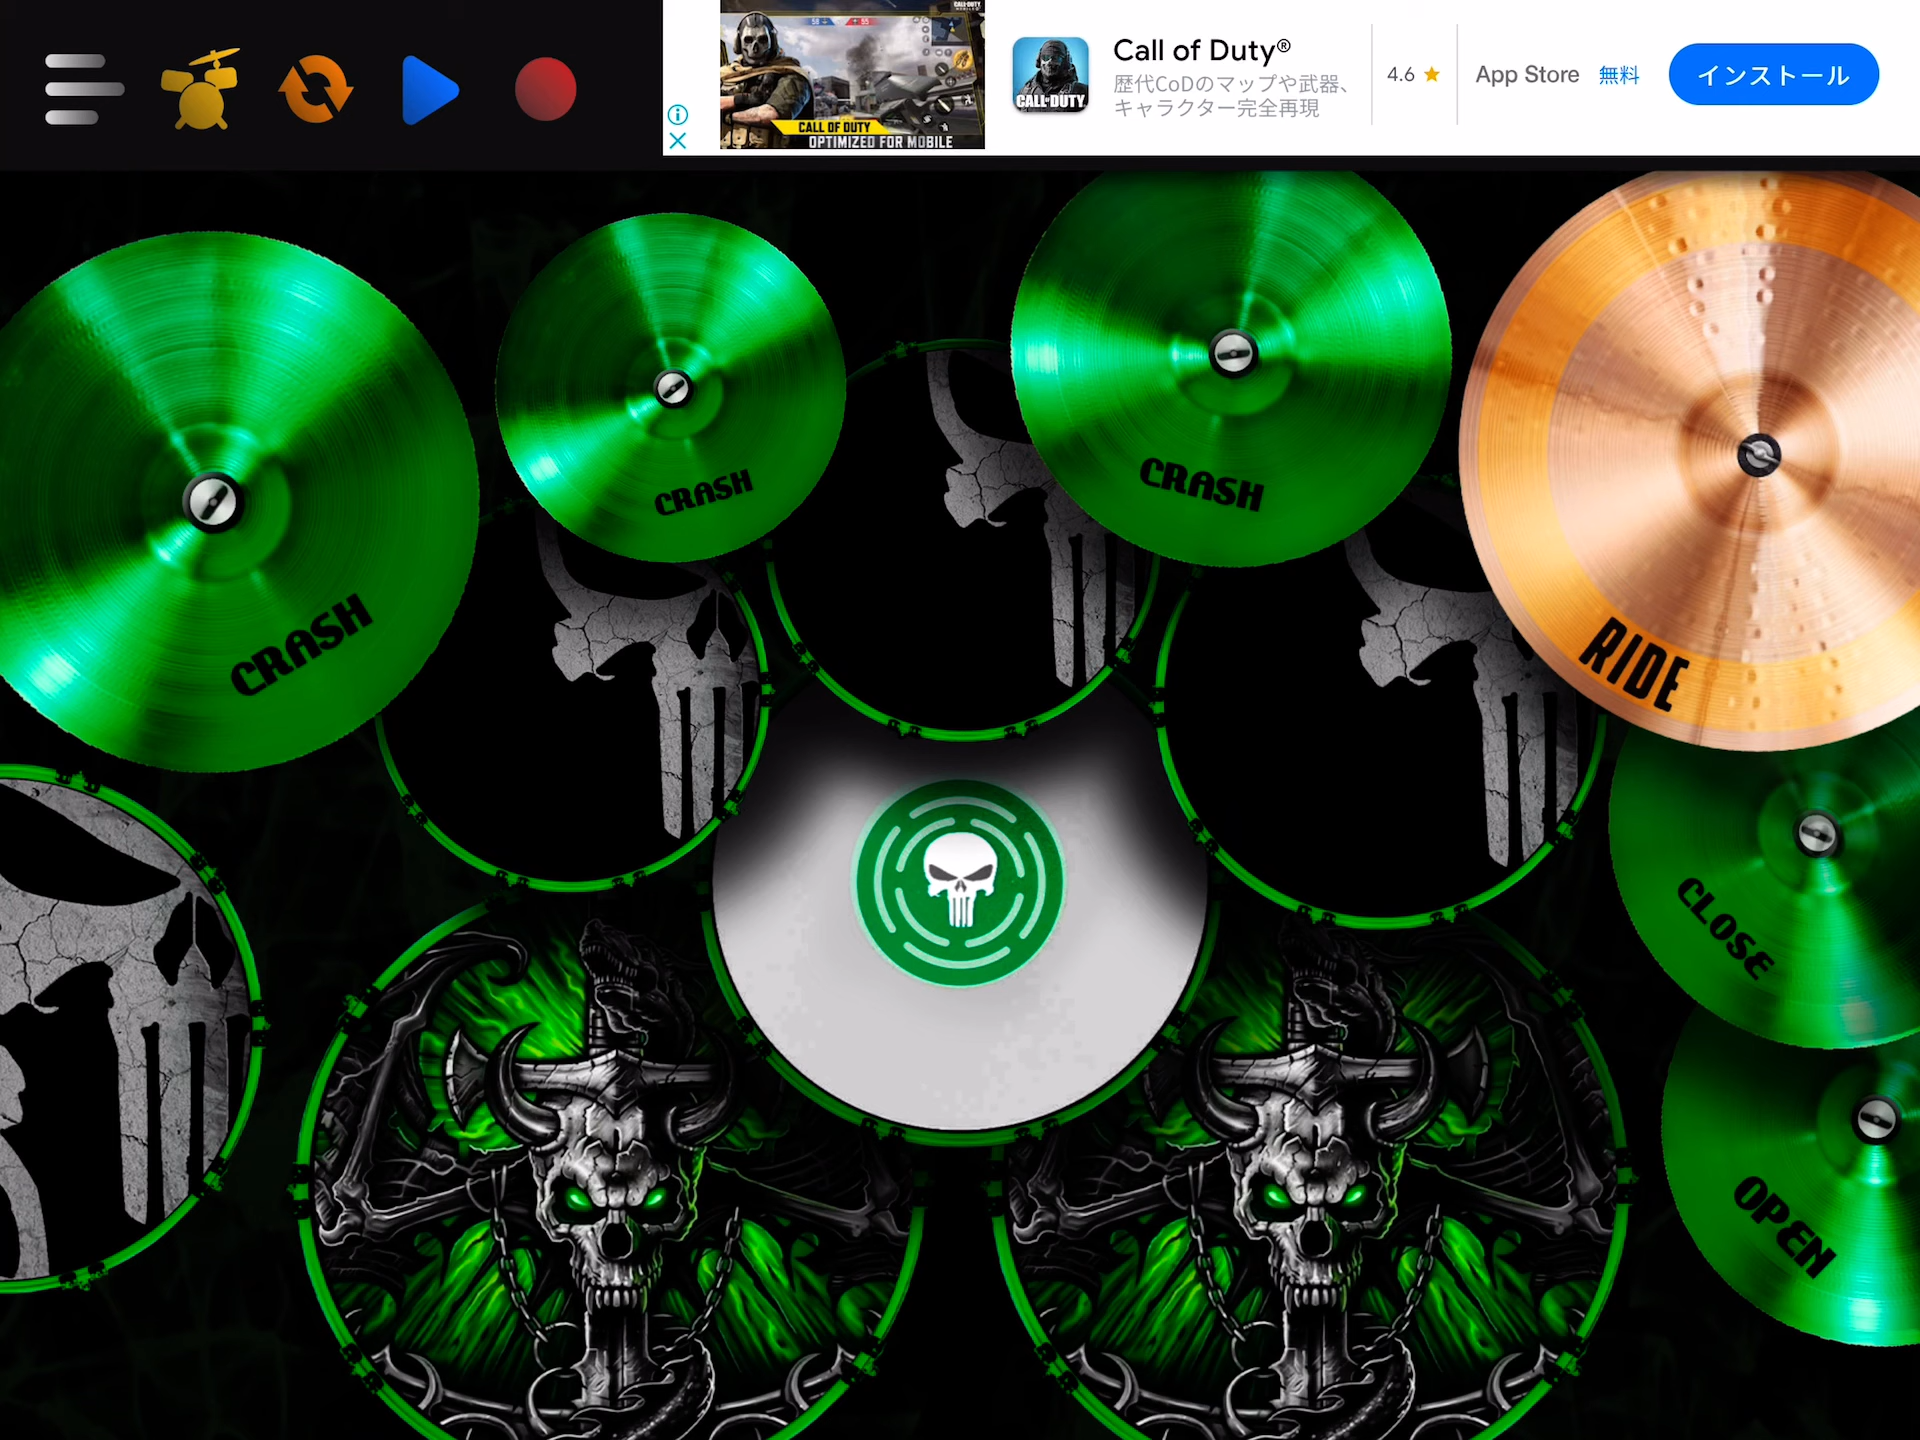 58
55
CALL OF DUTY
OPTIMIZED FOR MOBILE
CALL OF DUTY
Call of Duty®
歴代CoDのマップや武器、
キャラクター完全再現
4.6 ★
App Store
無料
インストール
CRASH
CRASH
CRASH
RIDE
CLOSE
OPEN